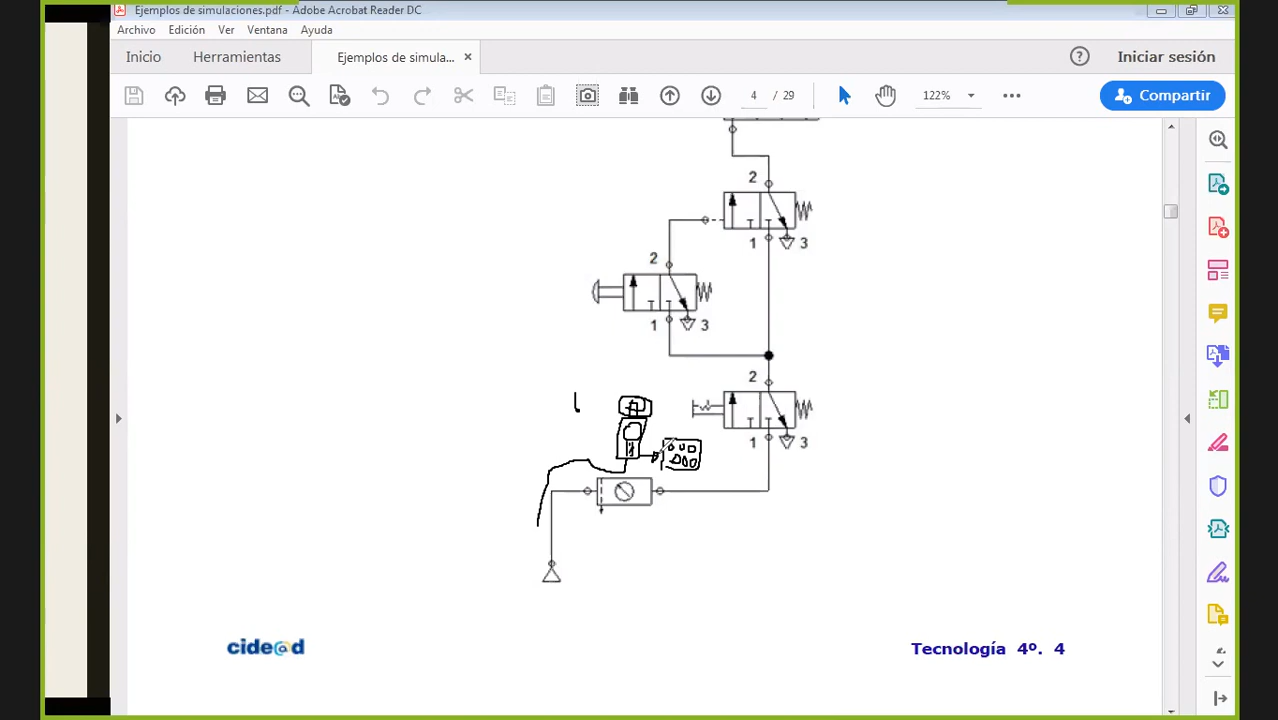 Ejemplos de simulaciones.pdf - Adobe Acrobat Reader DC
Archivo Edición Ver Ventana Ayuda
Inicio Herramientas Ejemplos de simula... × Iniciar sesión
4 / 29 122% Compartir
2
1 3
2
1 3
2
1 3
cide@d
Tecnología 4º. 4